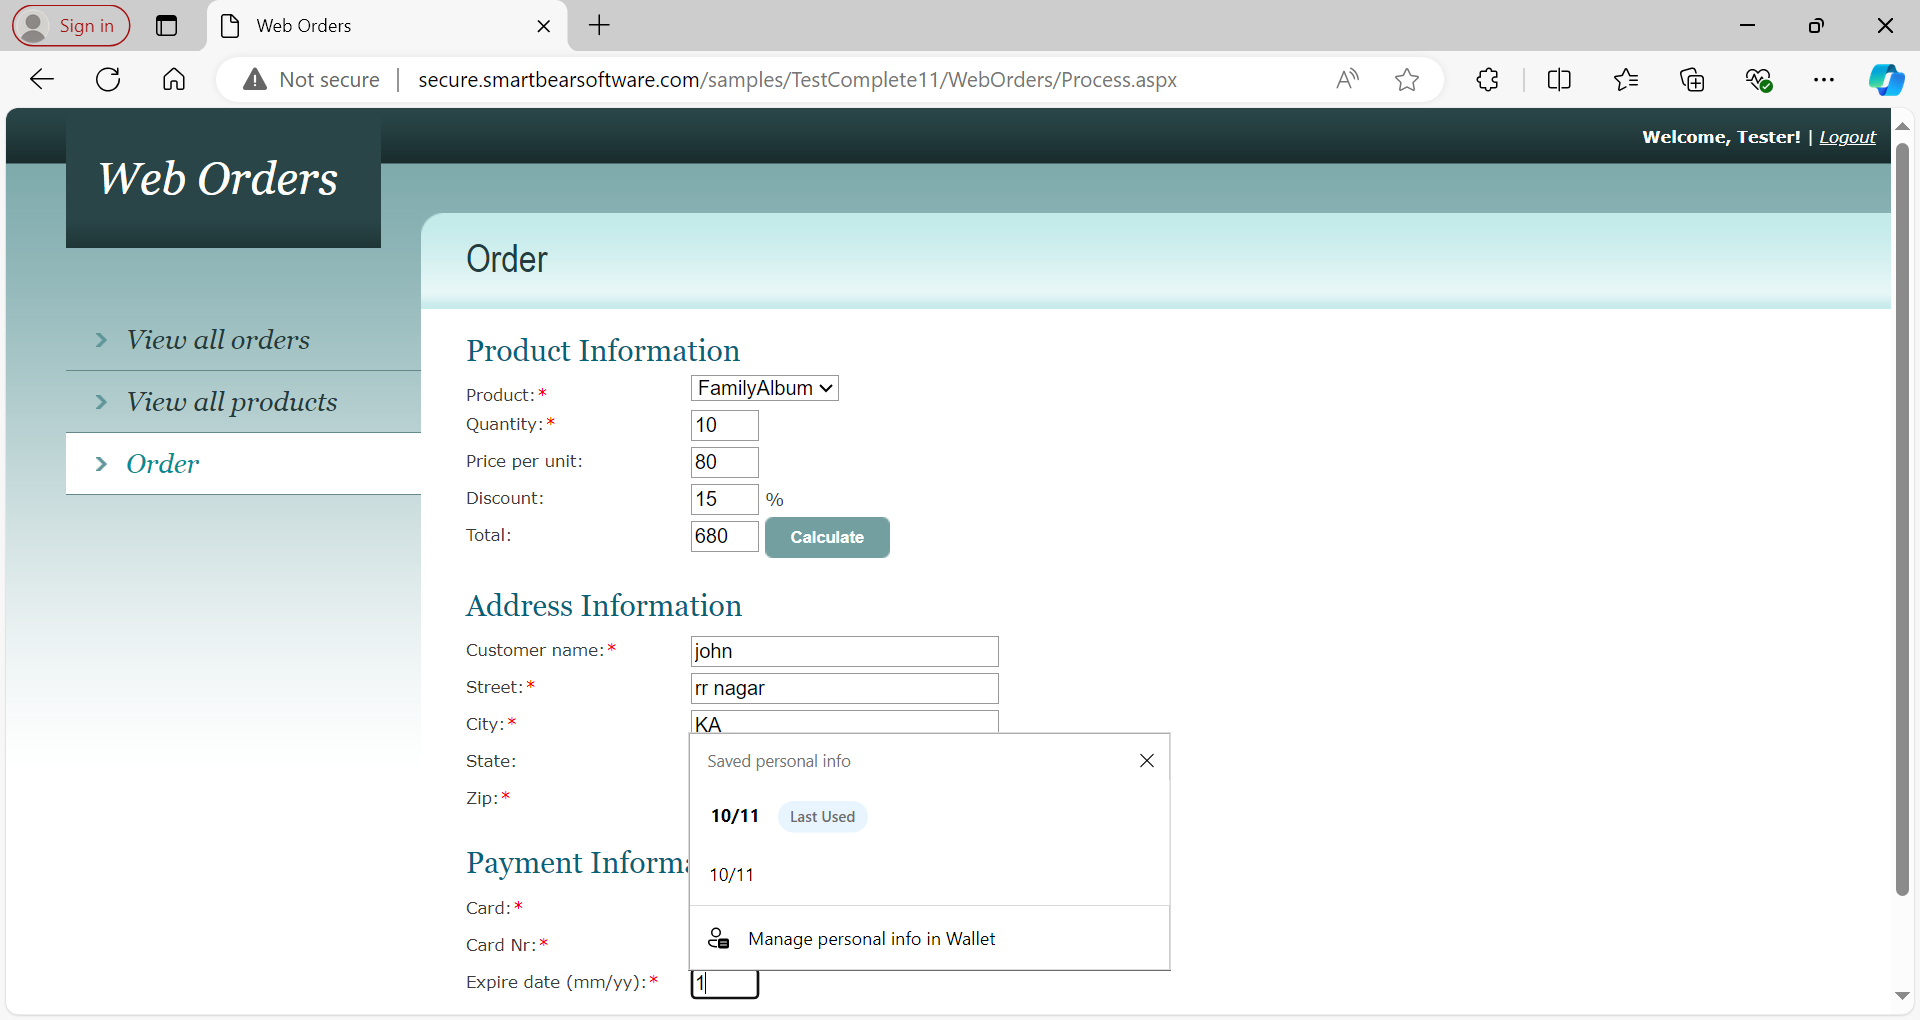 Sign in
Web Orders
Not secure
secure.smartbearsoftware.com/samples/TestComplete11/WebOrders/Process.aspx
Welcome, Tester! | Logout
Web Orders
Order
View all orders
View all products
Order
Product Information
Product:* FamilyAlbum
Quantity:* 10
Price per unit: 80
Discount: 15 %
Total: 680 Calculate
Address Information
Customer name:* john
Street:* rr nagar
City:* KA
State:
Zip:*
Saved personal info
10/11 Last Used
10/11
Manage personal info in Wallet
Payment Informa
Card:*
Card Nr:*
Expire date (mm/yy):* 1